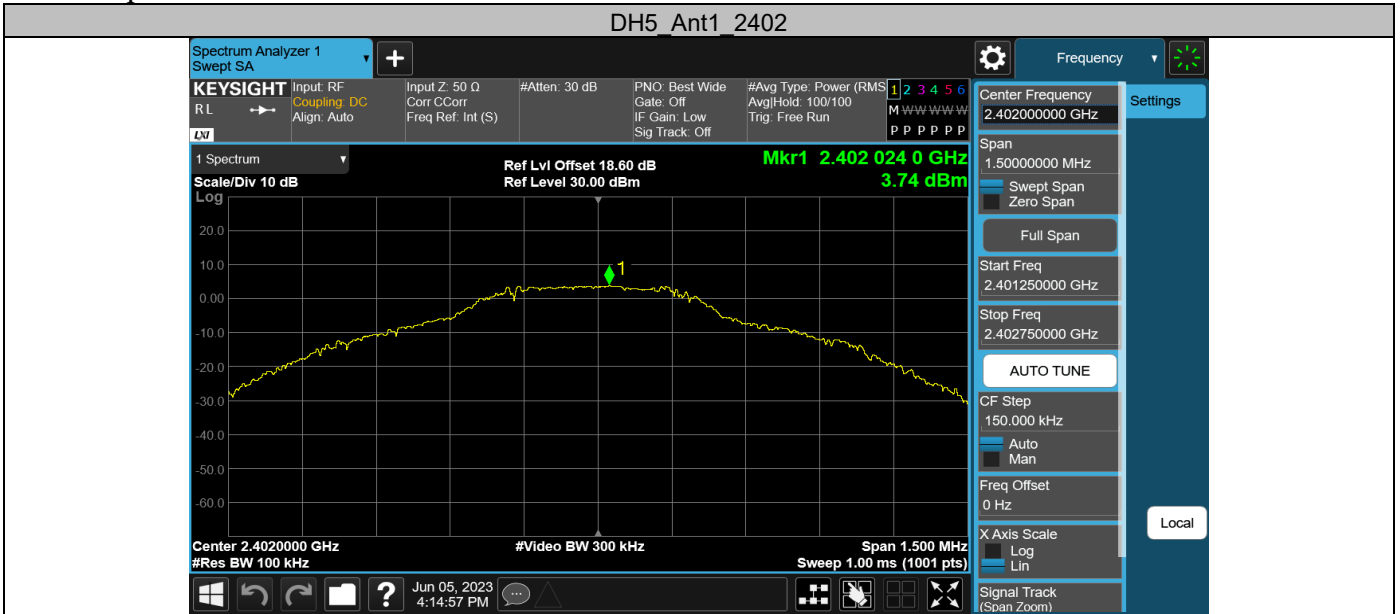 DH5_Ant1_2402
Spectrum Analyzer 1
Swept SA
Frequency
KEYSIGHT
RL
LXI
Input: RF
Coupling: DC
Align: Auto
Input Z: 50 Ω
Corr CCorr
Freq Ref: Int (S)
#Atten: 30 dB
PNO: Best Wide
Gate: Off
IF Gain: Low
Sig Track: Off
#Avg Type: Power (RMS
Avg|Hold: 100/100
Trig: Free Run
1 2 3 4 5 6
M W W W W W
P P P P P P
1 Spectrum
Scale/Div 10 dB
Ref Lvl Offset 18.60 dB
Ref Level 30.00 dBm
Mkr1 2.402 024 0 GHz
3.74 dBm
Log
20.0
10.0
0.00
-10.0
-20.0
-30.0
-40.0
-50.0
-60.0
1
Center 2.4020000 GHz
#Res BW 100 kHz
#Video BW 300 kHz
Span 1.500 MHz
Sweep 1.00 ms (1001 pts)
?
Jun 05, 2023
4:14:57 PM
Center Frequency
2.402000000 GHz
Span
1.50000000 MHz
Swept Span
Zero Span
Full Span
Start Freq
2.401250000 GHz
Stop Freq
2.402750000 GHz
AUTO TUNE
CF Step
150.000 kHz
Auto
Man
Freq Offset
0 Hz
X Axis Scale
Log
Lin
Signal Track
(Span Zoom)
Settings
Local